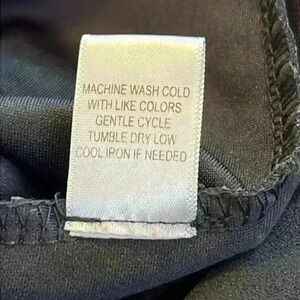 MACHINE WASH COLD
WITH LIKE COLORS
GENTLE CYCLE
TUMBLE DRY LOW
COOL IRON IF NEEDED